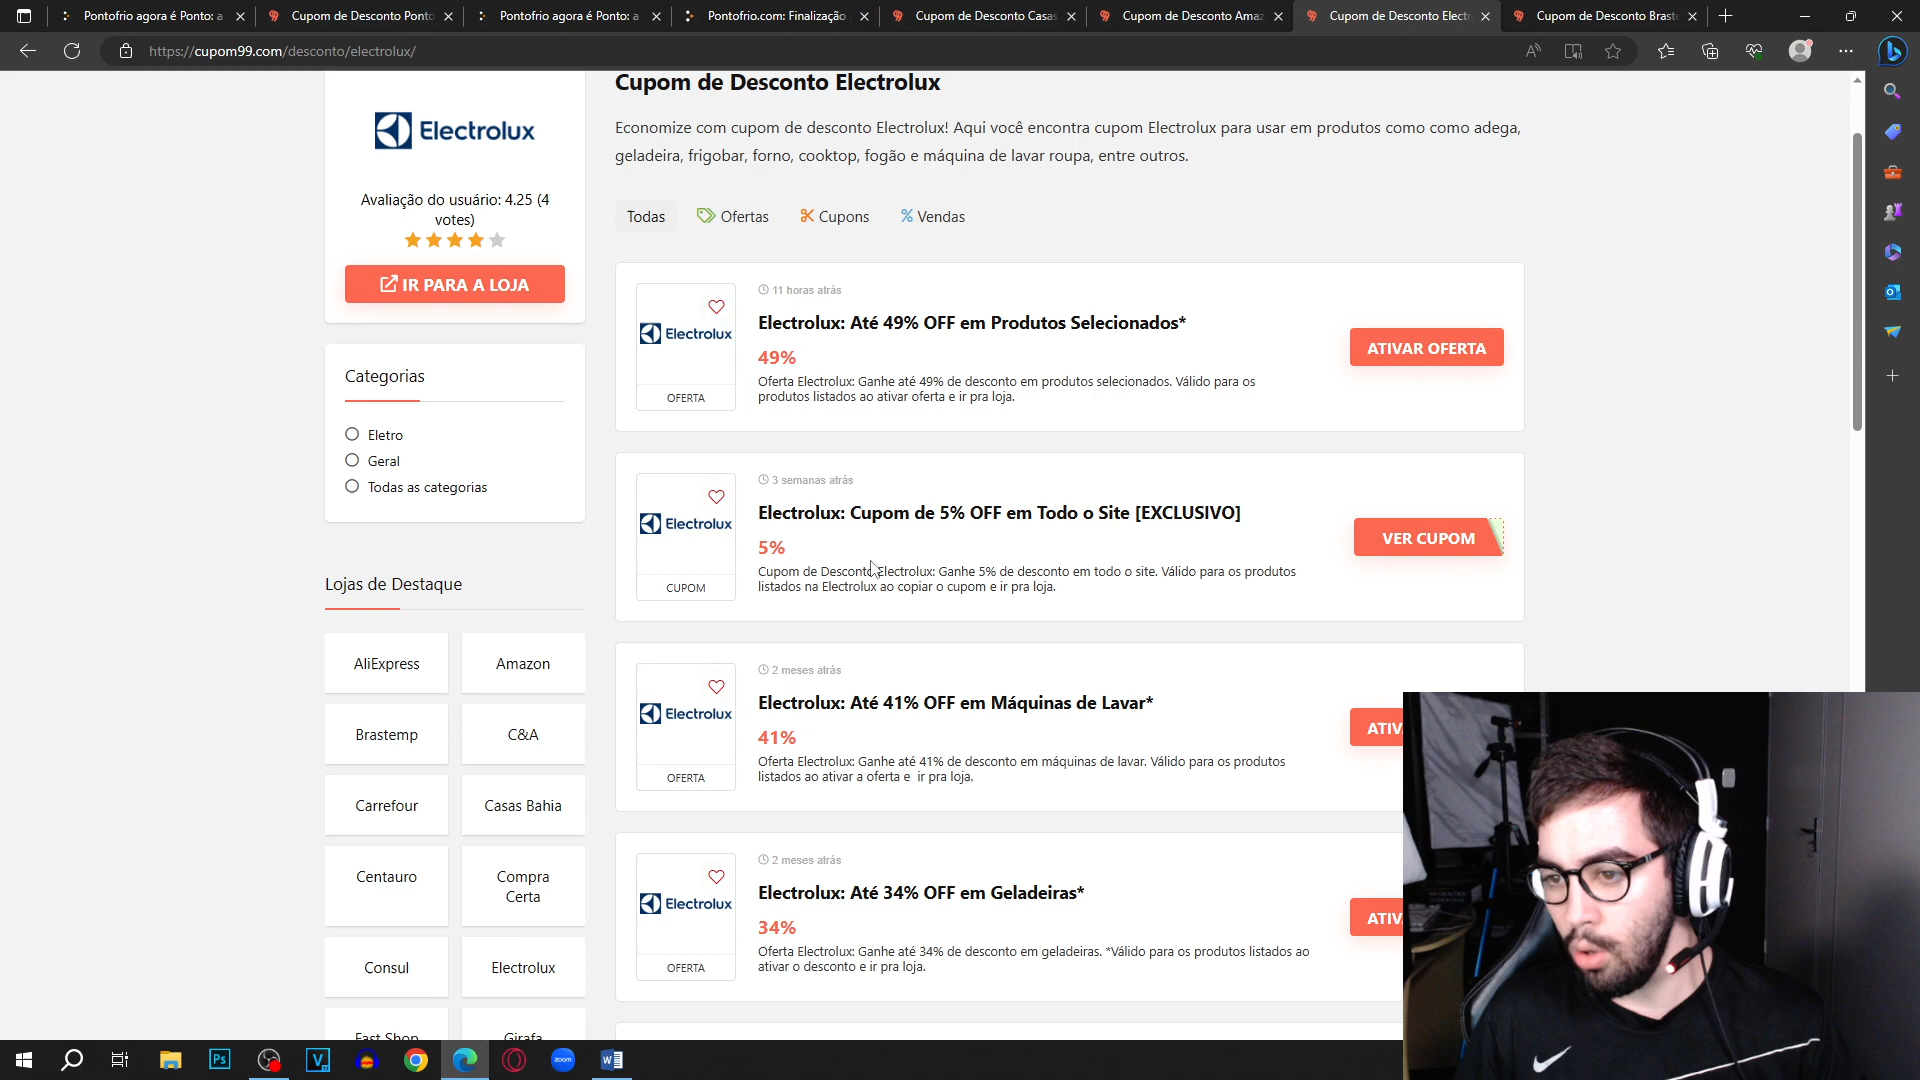 Pontofrio agora é Ponto: a
Cupom de Desconto Ponto
Pontofrio agora é Ponto: a
Pontofrio.com: Finalização
Cupom de Desconto Casas
Cupom de Desconto Amaz
Cupom de Desconto Elect
Cupom de Desconto Braste
https://cupom99.com/desconto/electrolux/
Electrolux
Avaliação do usuário: 4.25 (4
votes)
IR PARA A LOJA
Categorias
Eletro
Geral
Todas as categorias
Lojas de Destaque
AliExpress
Amazon
Brastemp
C&A
Carrefour
Casas Bahia
Centauro
Compra
Certa
Consul
Electrolux
Fast Shop
Girafa
Cupom de Desconto Electrolux
Economize com cupom de desconto Electrolux! Aqui você encontra cupom Electrolux para usar em produtos como como adega,
geladeira, frigobar, forno, cooktop, fogão e máquina de lavar roupa, entre outros.
Todas
Ofertas
Cupons
Vendas
Electrolux
OFERTA
11 horas atrás
Electrolux: Até 49% OFF em Produtos Selecionados*
49%
Oferta Electrolux: Ganhe até 49% de desconto em produtos selecionados. Válido para os
produtos listados ao ativar oferta e ir pra loja.
ATIVAR OFERTA
Electrolux
CUPOM
3 semanas atrás
Electrolux: Cupom de 5% OFF em Todo o Site [EXCLUSIVO]
5%
Cupom de Desconto Electrolux: Ganhe 5% de desconto em todo o site. Válido para os produtos
listados na Electrolux ao copiar o cupom e ir pra loja.
VER CUPOM
Electrolux
OFERTA
2 meses atrás
Electrolux: Até 41% OFF em Máquinas de Lavar*
41%
Oferta Electrolux: Ganhe até 41% de desconto em máquinas de lavar. Válido para os produtos
listados ao ativar a oferta e ir pra loja.
ATIV
Electrolux
OFERTA
2 meses atrás
Electrolux: Até 34% OFF em Geladeiras*
34%
Oferta Electrolux: Ganhe até 34% de desconto em geladeiras. *Válido para os produtos listados ao
ativar o desconto e ir pra loja.
ATIV
Ps
V
zoom
W